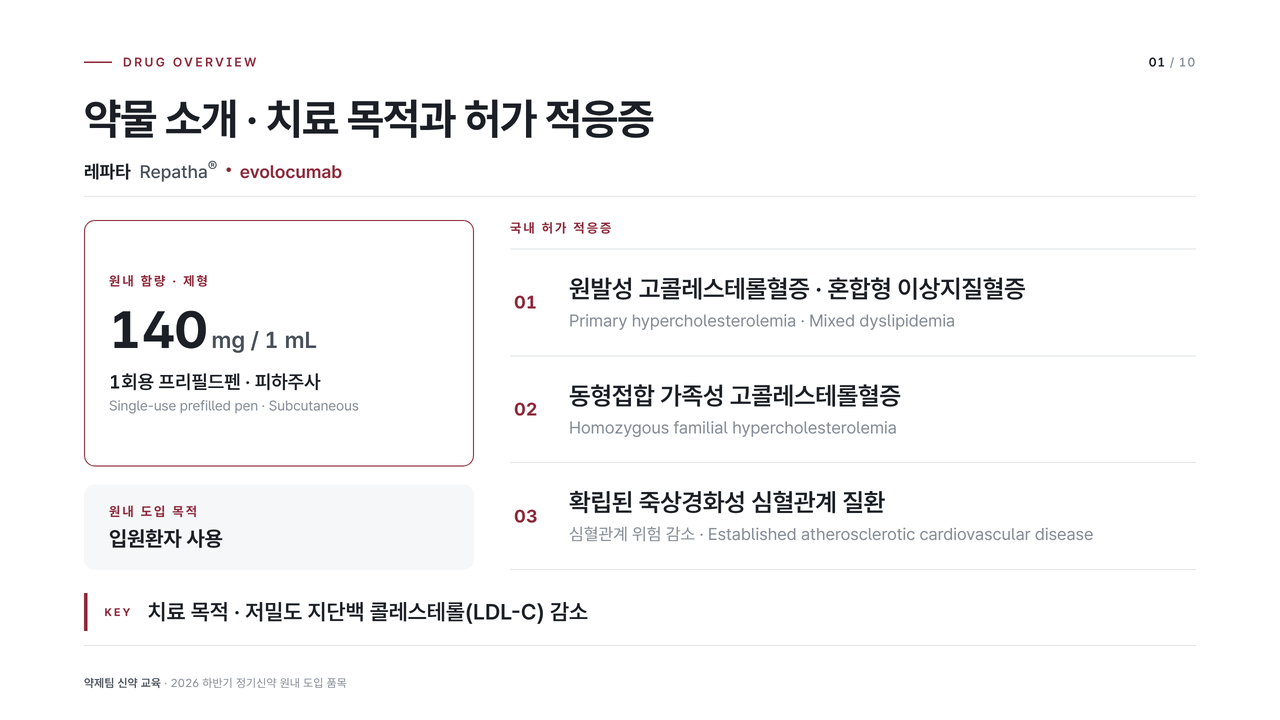 DRUG OVERVIEW
01 / 10
약물 소개 · 치료 목적과 허가 적응증
레파타 Repatha® • evolocumab
원내 함량 · 제형
140 mg / 1 mL
1회용 프리필드펜 · 피하주사
Single-use prefilled pen · Subcutaneous
원내 도입 목적
입원환자 사용
국내 허가 적응증
01
원발성 고콜레스테롤혈증 · 혼합형 이상지질혈증
Primary hypercholesterolemia · Mixed dyslipidemia
02
동형접합 가족성 고콜레스테롤혈증
Homozygous familial hypercholesterolemia
03
확립된 죽상경화성 심혈관계 질환
심혈관계 위험 감소 · Established atherosclerotic cardiovascular disease
KEY 치료 목적 · 저밀도 지단백 콜레스테롤(LDL-C) 감소
약제팀 신약 교육 · 2026 하반기 정기신약 원내 도입 품목